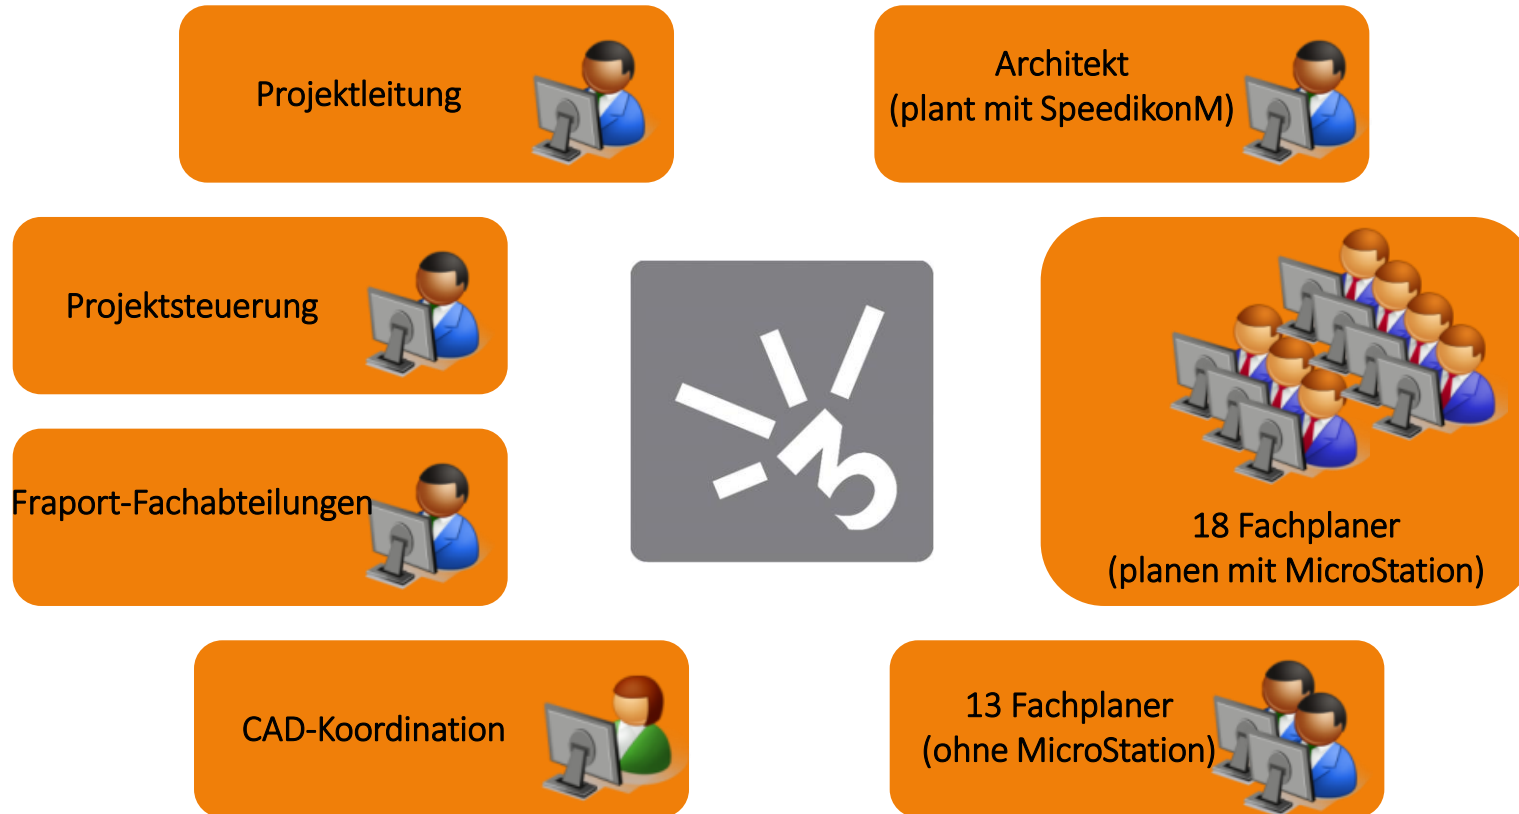 Projektleitung
Architekt
(plant mit SpeedikonM)
Projektsteuerung
Fraport-Fachabteilungen
3
18 Fachplaner
(planen mit MicroStation)
CAD-Koordination
13 Fachplaner
(ohne MicroStation)